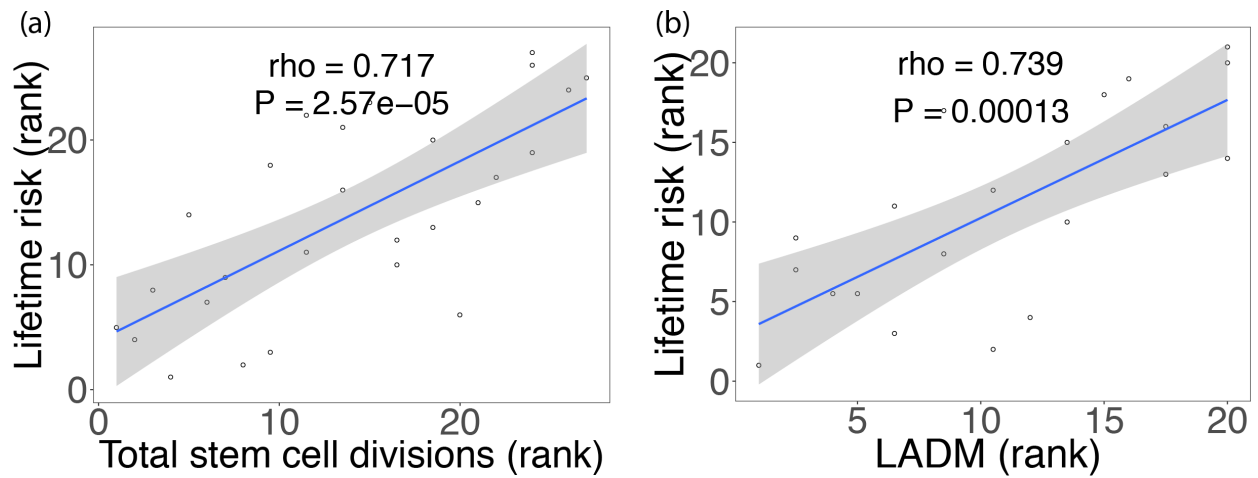 (a)
rho = 0.717
P = 2.57e−05
Lifetime risk (rank)
20
10
0
0 10 20
Total stem cell divisions (rank)
(b)
rho = 0.739
P = 0.00013
Lifetime risk (rank)
20
15
10
5
0
5 10 15 20
LADM (rank)